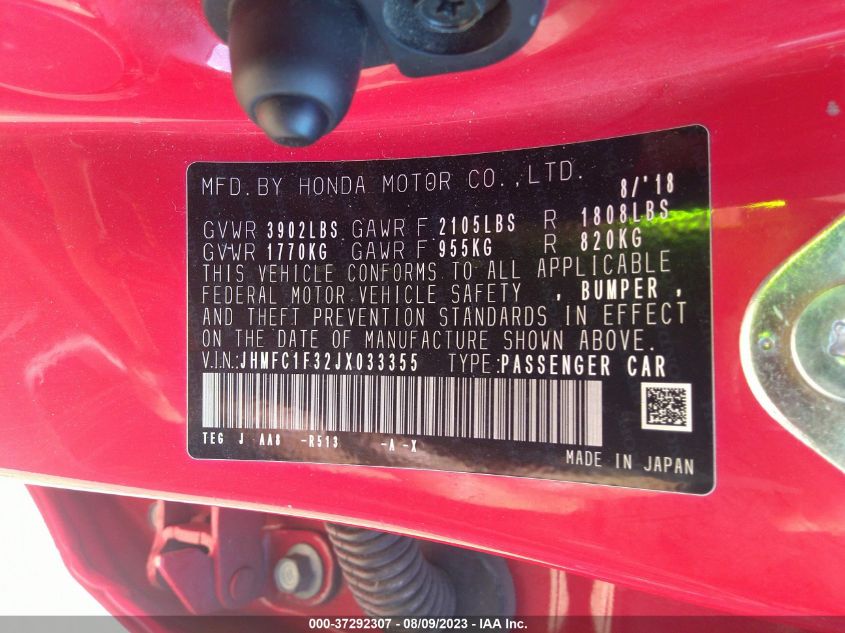 MFD.BY HONDA MOTOR CO.,LTD. 8/'18
GVWR 3902LBS GAWR F 2105LBS R 1808LBS
GVWR 1770KG GAWR F 955KG R 820KG
THIS VEHICLE CONFORMS TO ALL APPLICABLE
FEDERAL MOTOR VEHICLE SAFETY , BUMPER ,
AND THEFT PREVENTION STANDARDS IN EFFECT
ON THE DATE OF MANUFACTURE SHOWN ABOVE.
V.IN.:JHMFC1F32JX033355 TYPE:PASSENGER CAR
TEG J AA8 -R513 -A -X
MADE IN JAPAN
000-37292307 - 08/09/2023 - IAA Inc.